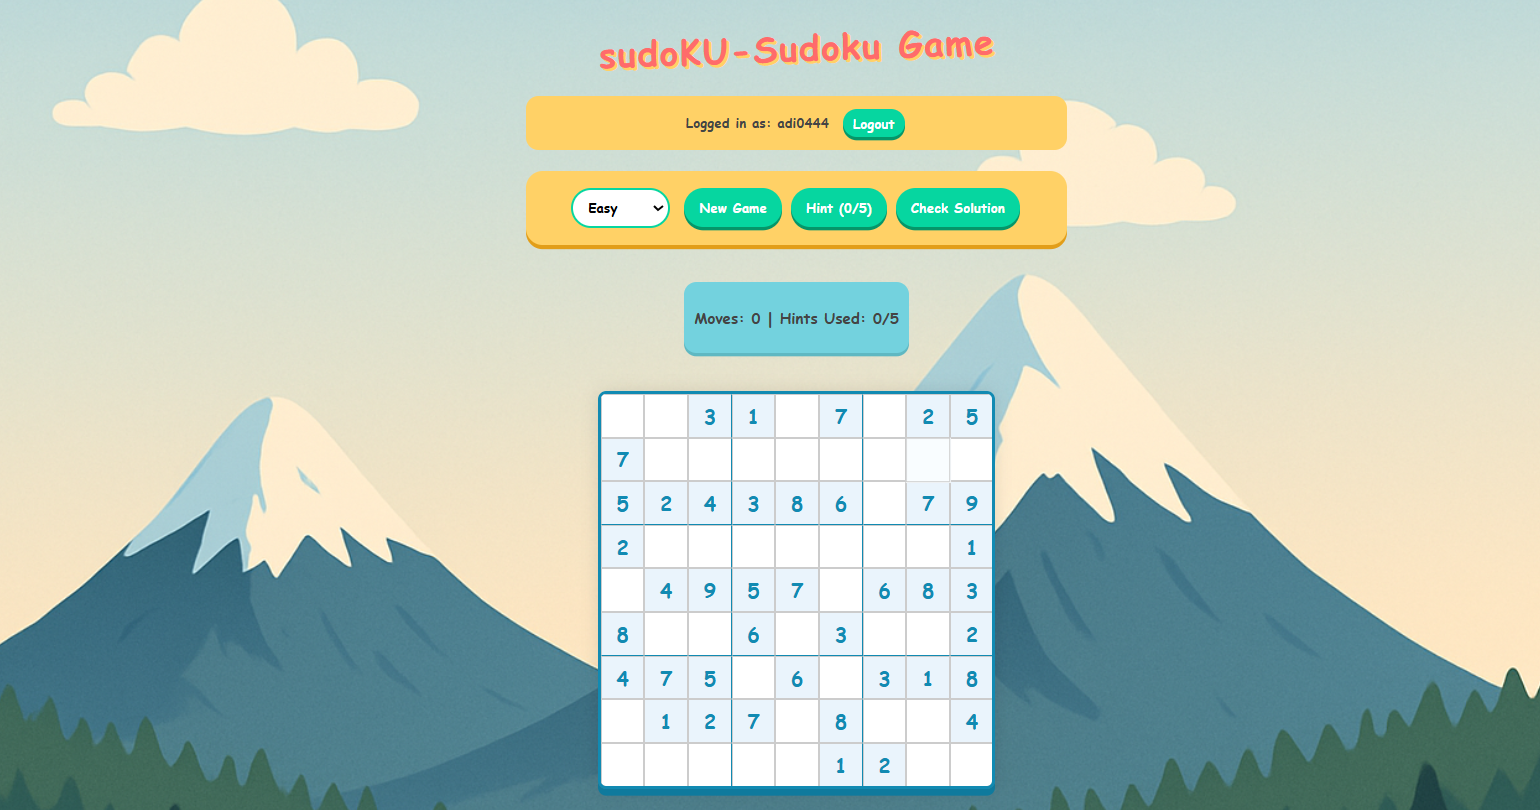 sudoKU-Sudoku Game
Logged in as: adi0444 Logout
Easy New Game Hint (0/5) Check Solution
Moves: 0 | Hints Used: 0/5
3 1 7 2 5
7
5 2 4 3 8 6 7 9
2 1
4 9 5 7 6 8 3
8 6 3 2
4 7 5 6 3 1 8
1 2 7 8 4
1 2